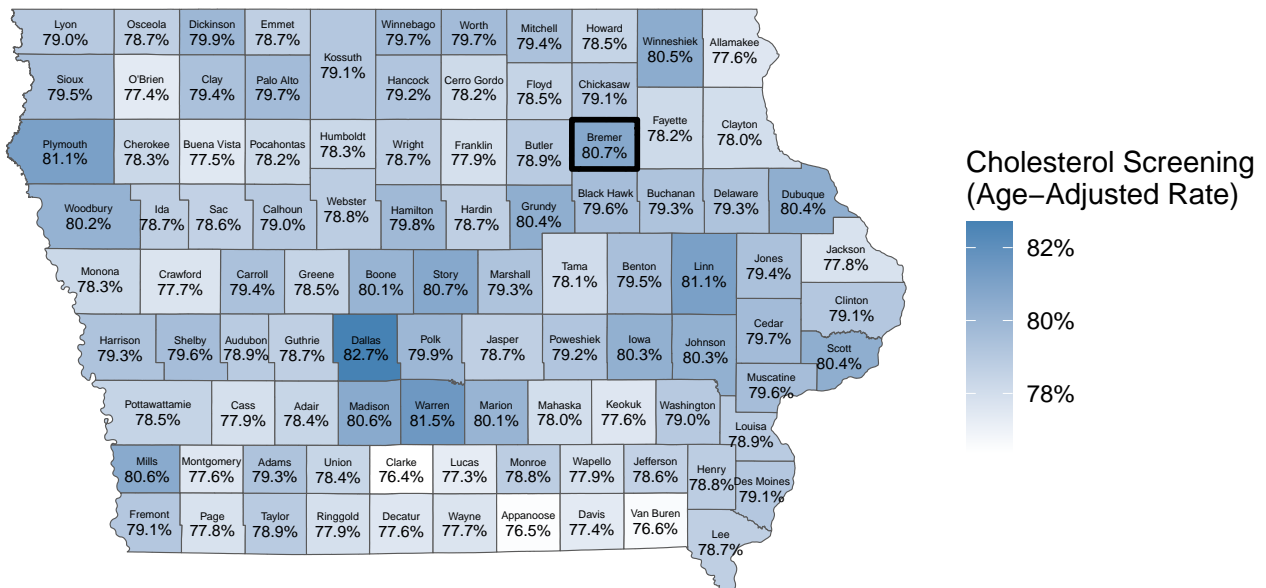 Lyon
79.0%
Osceola
78.7%
Dickinson
79.9%
Emmet
78.7%
Kossuth
79.1%
Winnebago
79.7%
Worth
79.7%
Mitchell
79.4%
Howard
78.5%
Winneshiek
80.5%
Allamakee
77.6%
Sioux
79.5%
O'Brien
77.4%
Clay
79.4%
Palo Alto
79.7%
Hancock
79.2%
Cerro Gordo
78.2%
Floyd
78.5%
Chickasaw
79.1%
Fayette
78.2%
Clayton
78.0%
Plymouth
81.1%
Cherokee
78.3%
Buena Vista
77.5%
Pocahontas
78.2%
Humboldt
78.3%
Wright
78.7%
Franklin
77.9%
Butler
78.9%
Bremer
80.7%
Woodbury
80.2%
Ida
78.7%
Sac
78.6%
Calhoun
79.0%
Webster
78.8%
Hamilton
79.8%
Hardin
78.7%
Grundy
80.4%
Black Hawk
79.6%
Buchanan
79.3%
Delaware
79.3%
Dubuque
80.4%
Monona
78.3%
Crawford
77.7%
Carroll
79.4%
Greene
78.5%
Boone
80.1%
Story
80.7%
Marshall
79.3%
Tama
78.1%
Benton
79.5%
Linn
81.1%
Jones
79.4%
Jackson
77.8%
Clinton
79.1%
Harrison
79.3%
Shelby
79.6%
Audubon
78.9%
Guthrie
78.7%
Dallas
82.7%
Polk
79.9%
Jasper
78.7%
Poweshiek
79.2%
Iowa
80.3%
Johnson
80.3%
Cedar
79.7%
Scott
80.4%
Muscatine
79.6%
Pottawattamie
78.5%
Cass
77.9%
Adair
78.4%
Madison
80.6%
Warren
81.5%
Marion
80.1%
Mahaska
78.0%
Keokuk
77.6%
Washington
79.0%
Louisa
78.9%
Mills
80.6%
Montgomery
77.6%
Adams
79.3%
Union
78.4%
Clarke
76.4%
Lucas
77.3%
Monroe
78.8%
Wapello
77.9%
Jefferson
78.6%
Henry
78.8%
Des Moines
79.1%
Fremont
79.1%
Page
77.8%
Taylor
78.9%
Ringgold
77.9%
Decatur
77.6%
Wayne
77.7%
Appanoose
76.5%
Davis
77.4%
Van Buren
76.6%
Lee
78.7%
Cholesterol Screening
(Age−Adjusted Rate)
82%
80%
78%